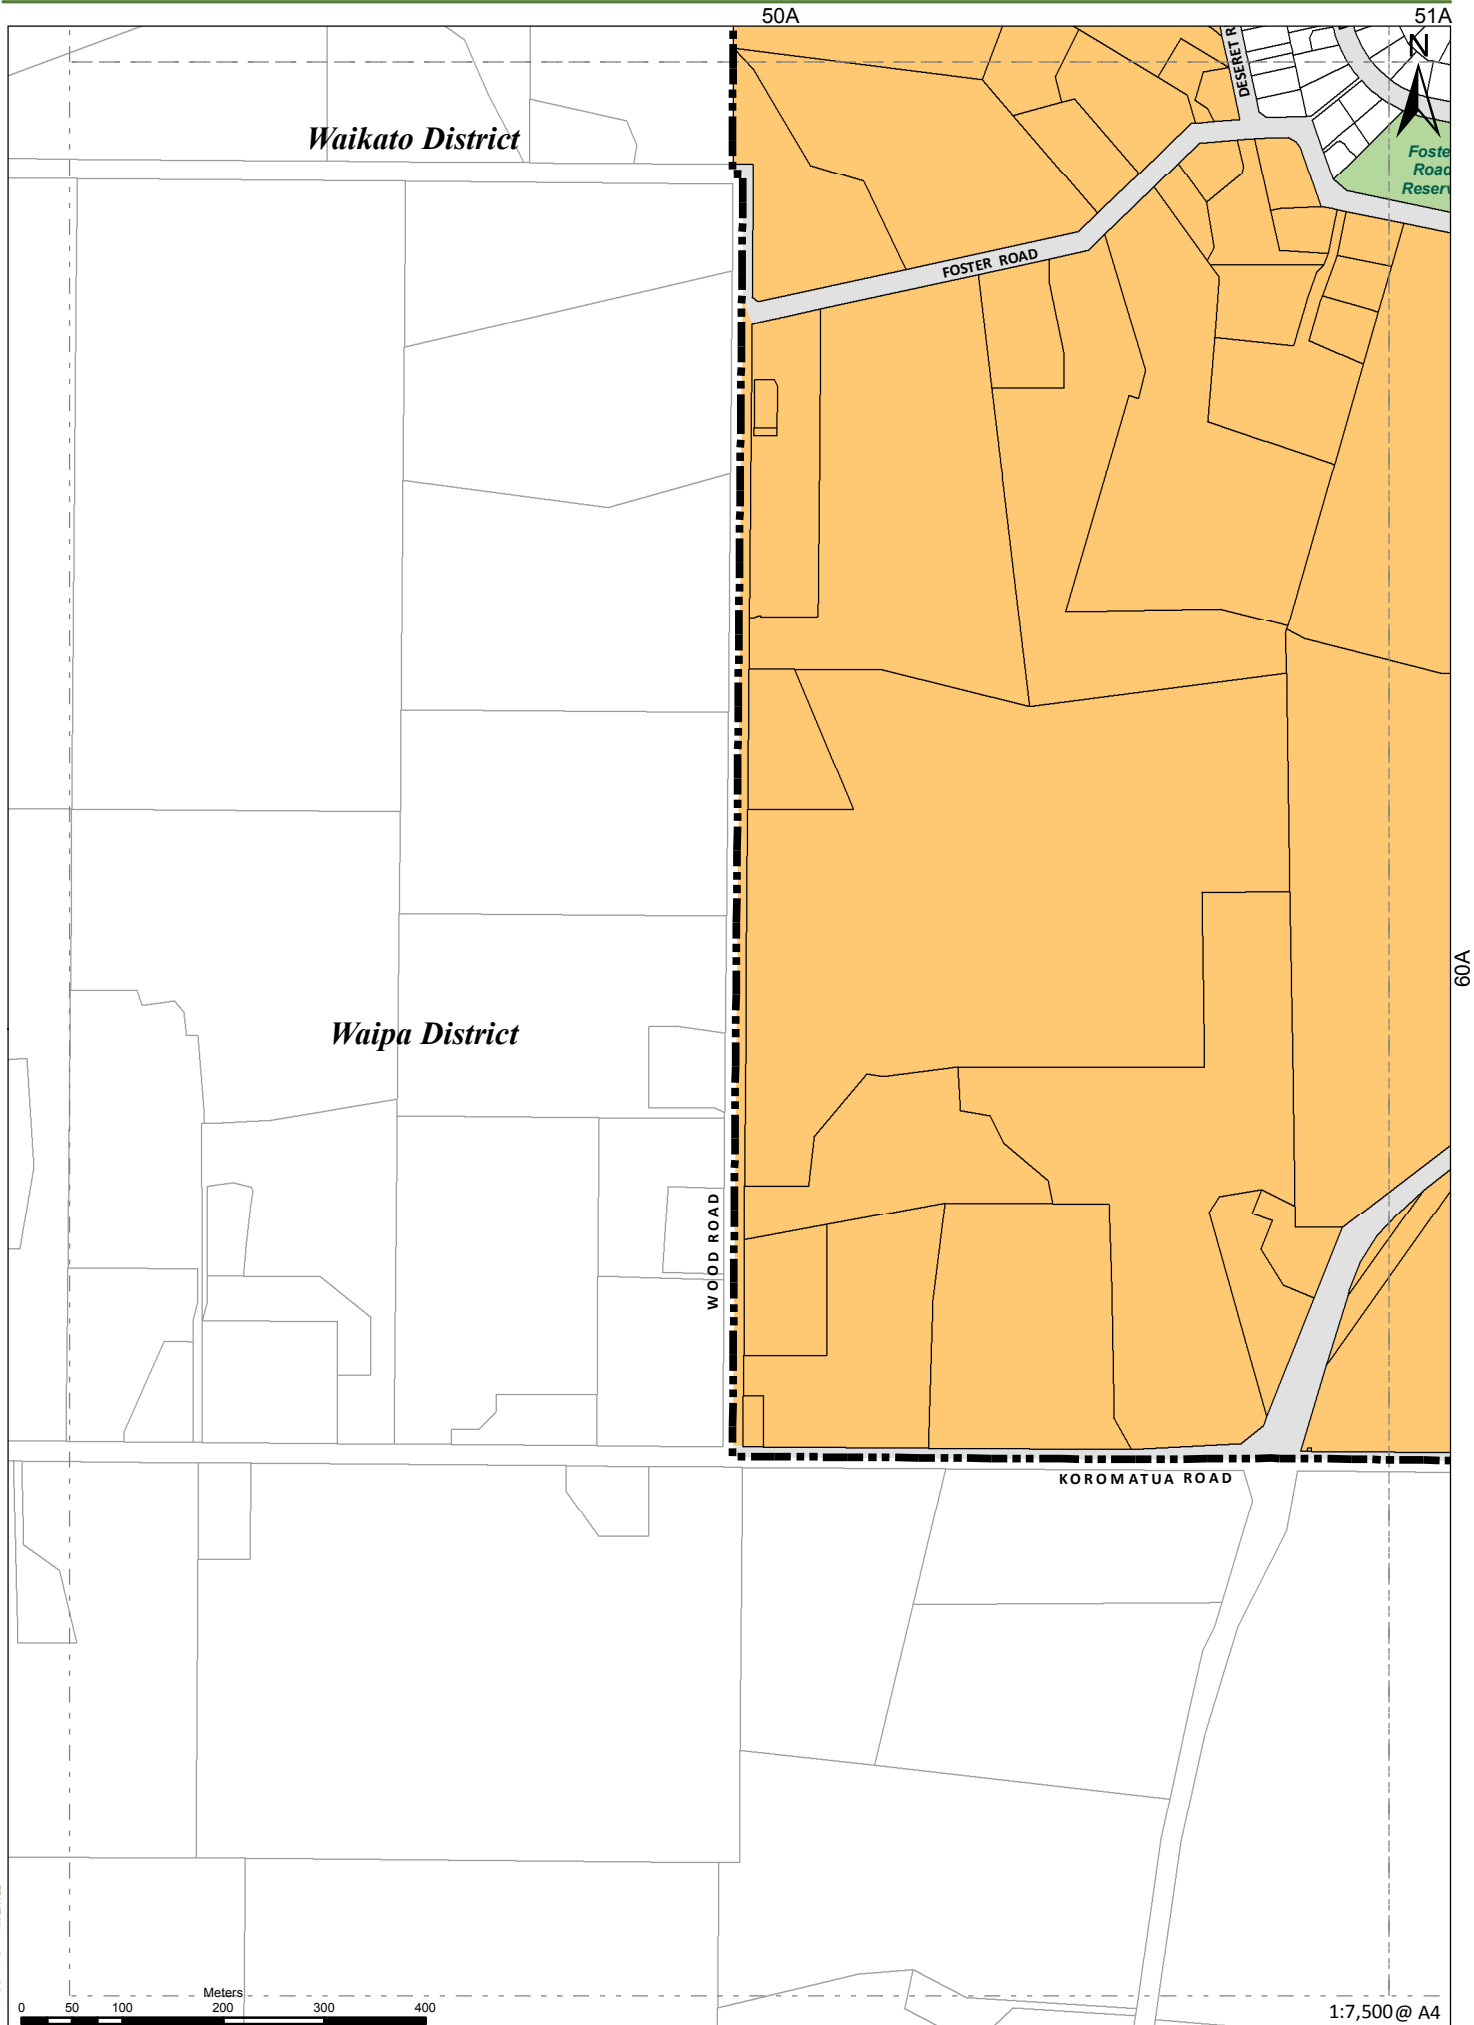 50A
51A
N
DESERET R
Waikato District
Foste
Road
Reserv
FOSTER ROAD
60A
Waipa District
WOOD ROAD
KOROMATUA ROAD
Meters
0 50 100 200 300 400
1:7,500@ A4